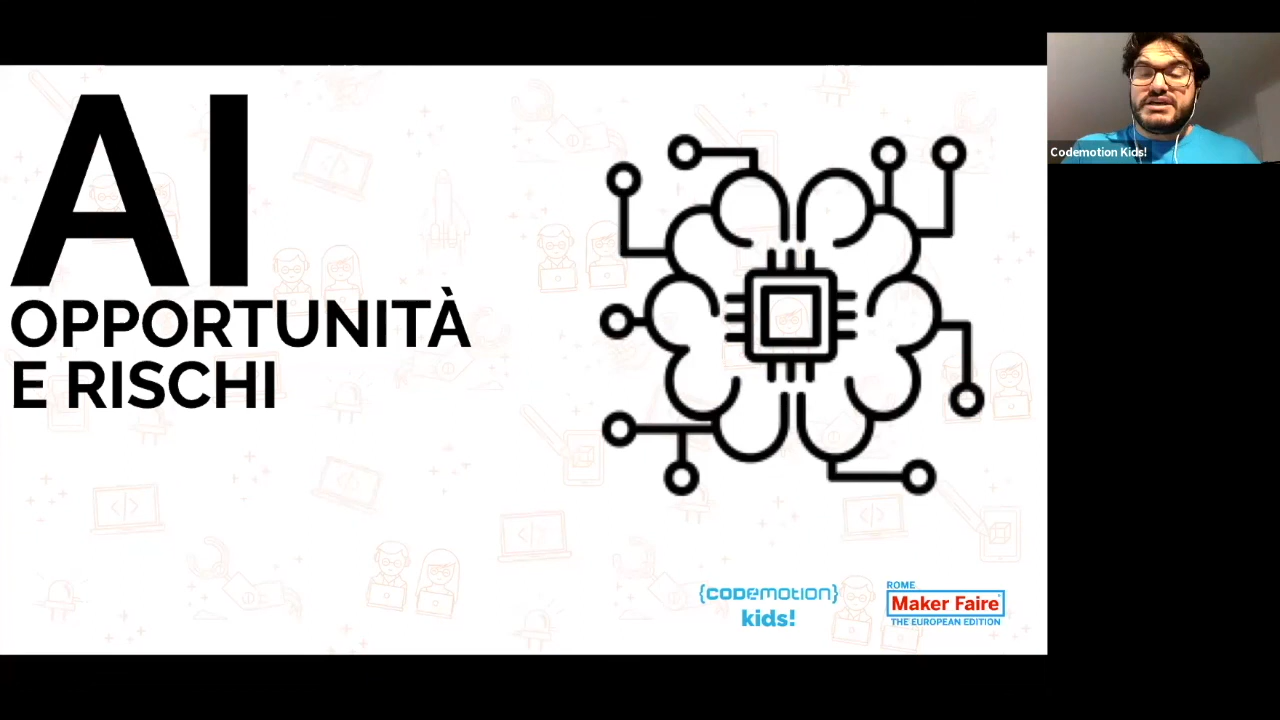 AI
OPPORTUNITÀ
E RISCHI
Codemotion Kids!
{CODEMOTION}
kids!
ROME
Maker Faire
THE EUROPEAN EDITION